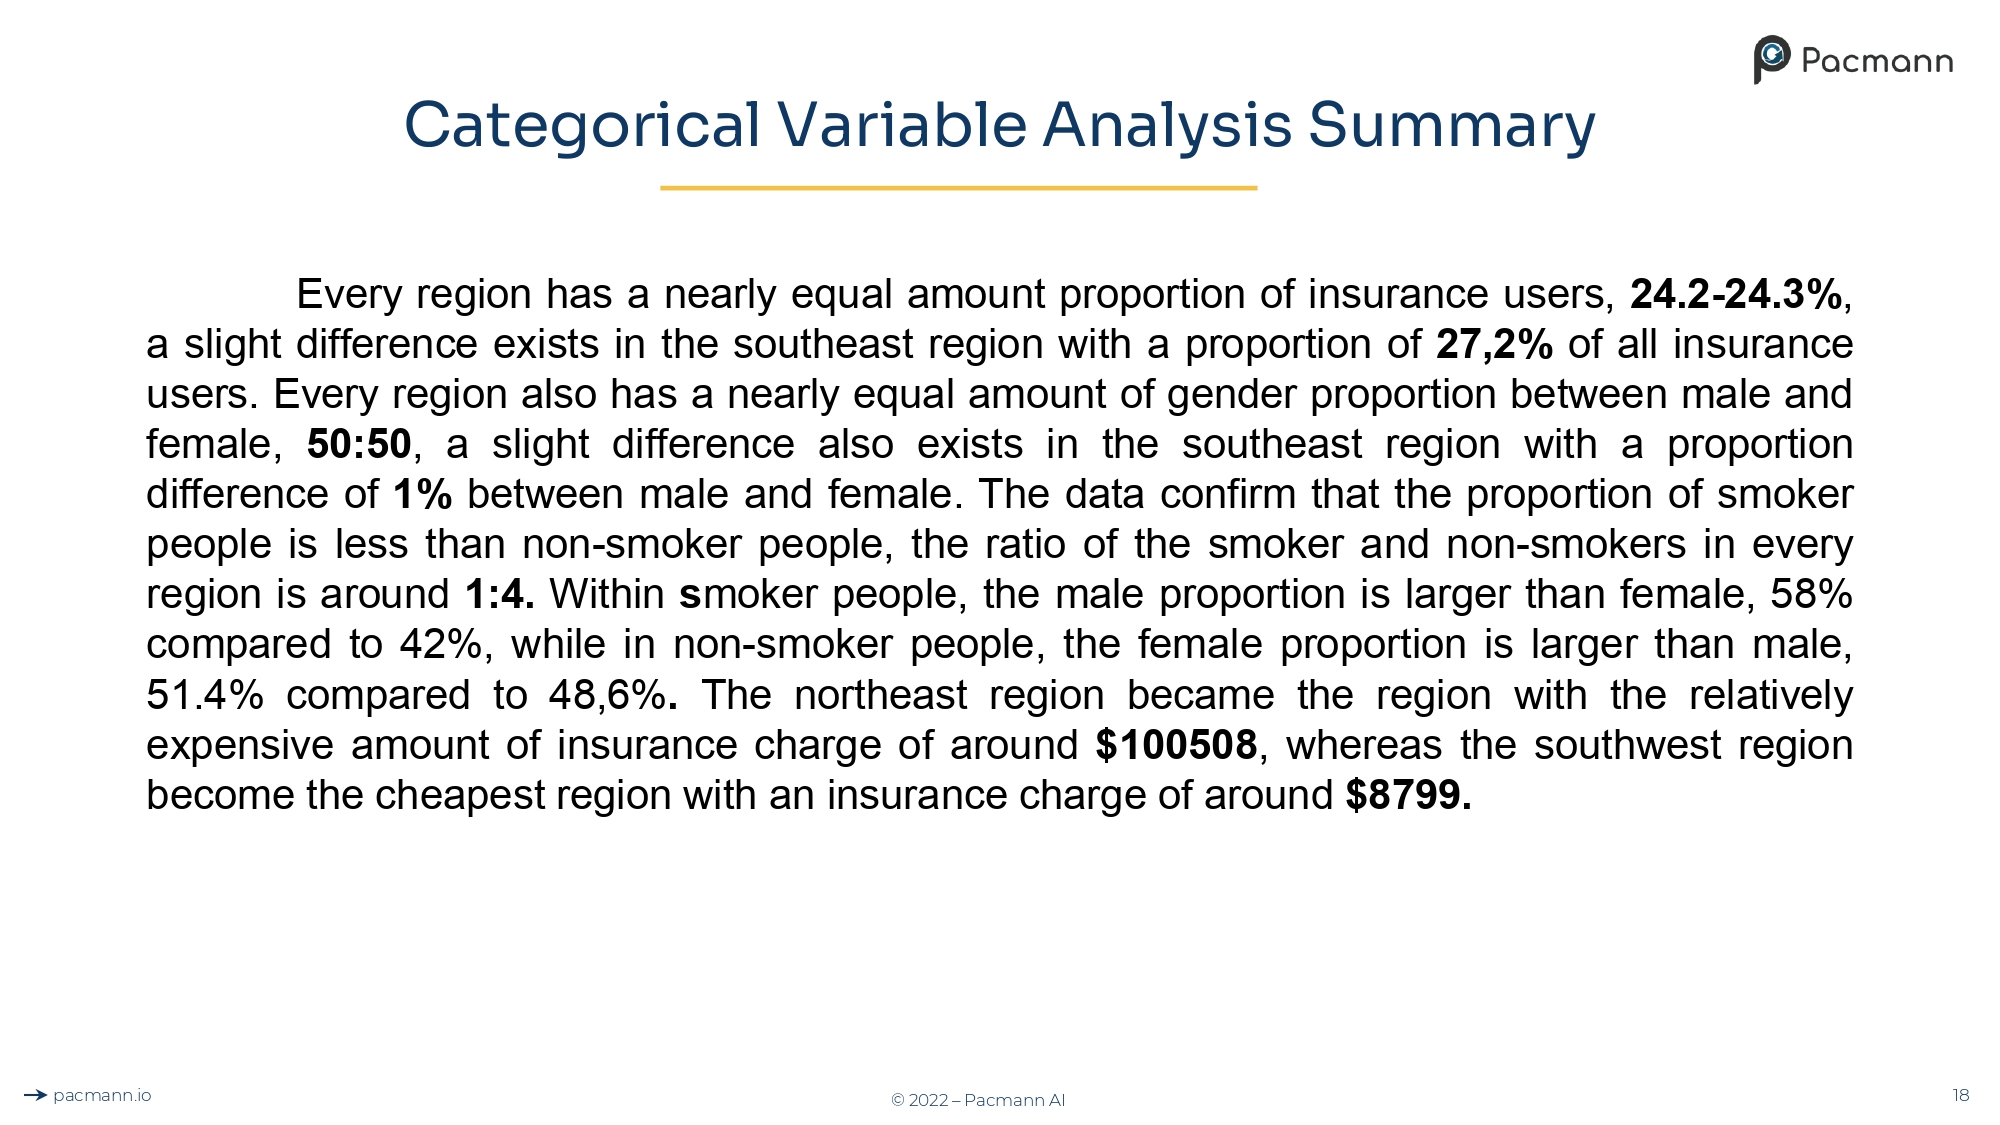 Pacmann
Categorical Variable Analysis Summary
Every region has a nearly equal amount proportion of insurance users, 24.2-24.3%,
a slight difference exists in the southeast region with a proportion of 27,2% of all insurance
users. Every region also has a nearly equal amount of gender proportion between male and
female, 50:50, a slight difference also exists in the southeast region with a proportion
difference of 1% between male and female. The data confirm that the proportion of smoker
people is less than non-smoker people, the ratio of the smoker and non-smokers in every
region is around 1:4. Within smoker people, the male proportion is larger than female, 58%
compared to 42%, while in non-smoker people, the female proportion is larger than male,
51.4% compared to 48,6%. The northeast region became the region with the relatively
expensive amount of insurance charge of around $100508, whereas the southwest region
become the cheapest region with an insurance charge of around $8799.
pacmann.io
© 2022 – Pacmann AI
18